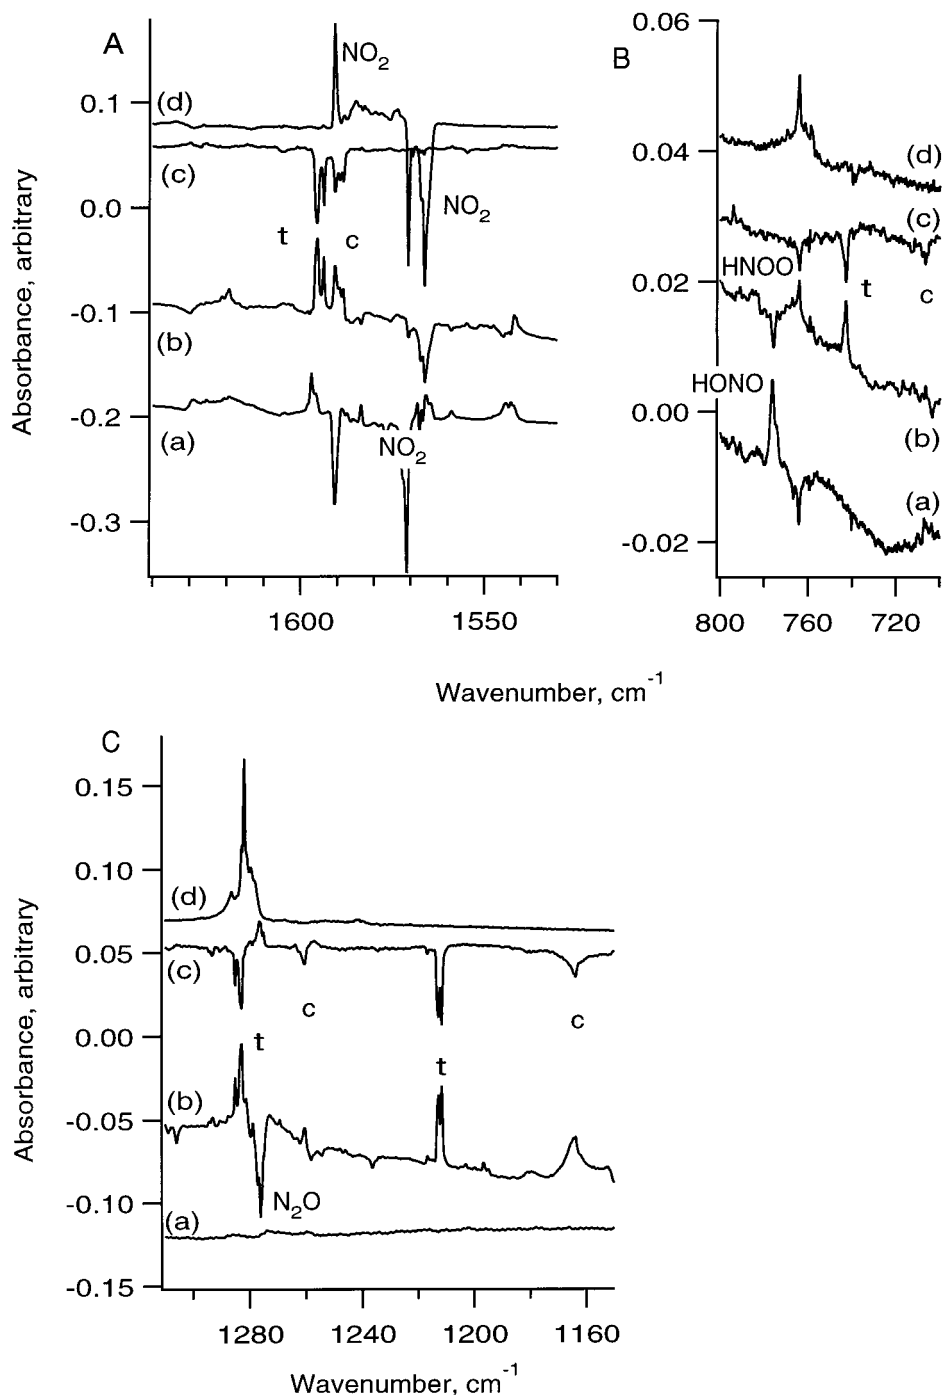 A
NO2
(d)
0.1
(c)
0.0
NO2
t
c
-0.1
(b)
-0.2
(a)
NO2
-0.3
1600
1550
Absorbance, arbitrary
0.06
B
0.04
(d)
(c)
HNOO
0.02
t
c
HONO
0.00
(b)
(a)
-0.02
800
760
720
Wavenumber, cm-1
C
0.15
0.10
(d)
0.05
(c)
c
c
0.00
t
t
(b)
-0.05
-0.10
N2O
(a)
-0.15
1280
1240
1200
1160
Absorbance, arbitrary
Wavenumber, cm-1